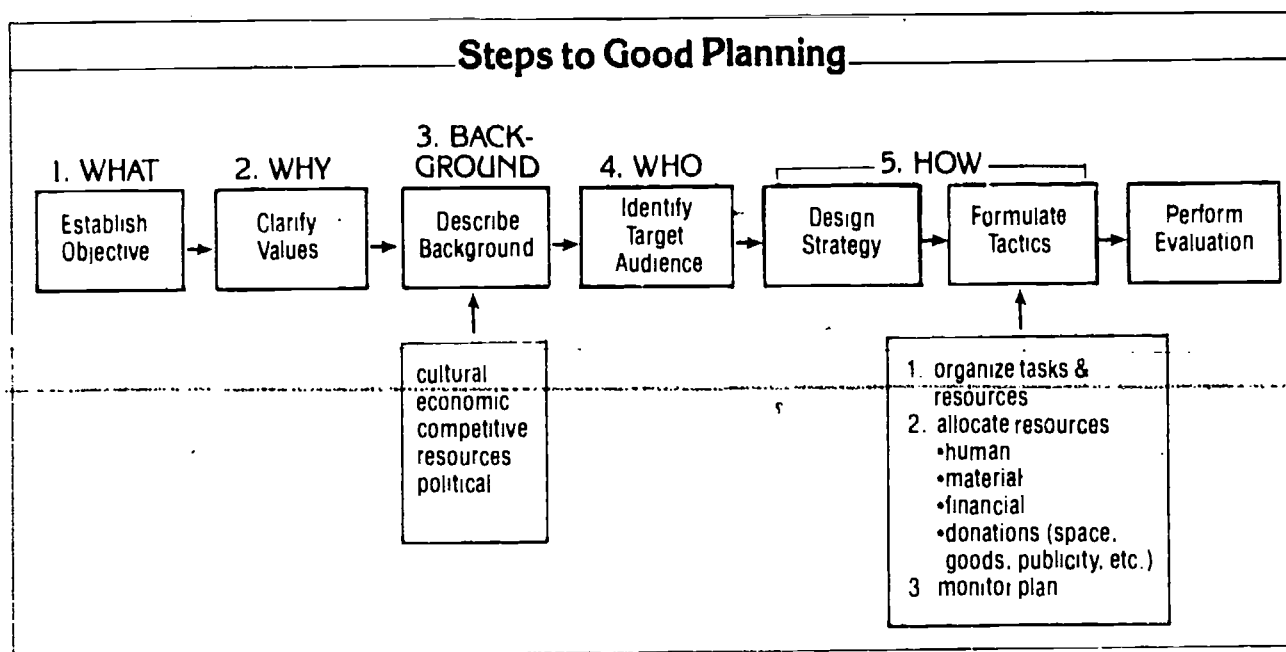 Steps to Good Planning
1. WHAT
Establish
Objective
2. WHY
Clarify
Values
3. BACK-
GROUND
Describe
Background
4. WHO
Identify
Target
Audience
5. HOW
Design
Strategy
Formulate
Tactics
Perform
Evaluation
cultural
economic
competitive
resources
political
1. organize tasks &
resources
2. allocate resources
•human
•material
•financial
•donations (space,
goods, publicity, etc.)
3 monitor plan